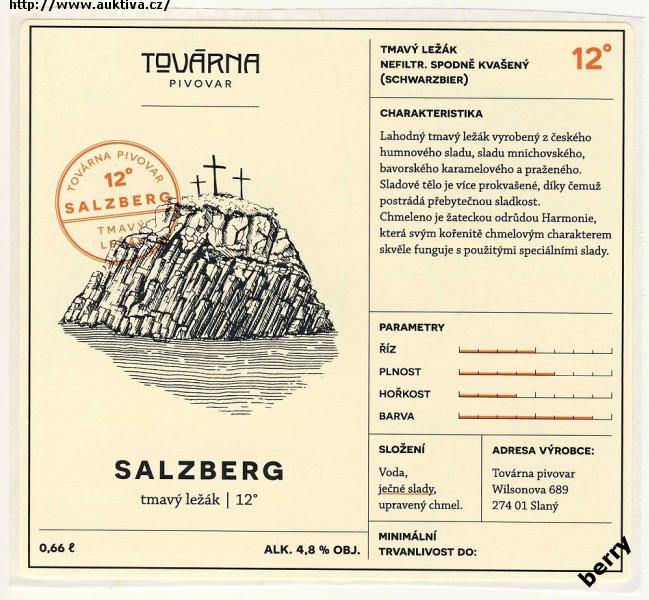 http://www.auktiva.cz/
TOVÁRNA
PIVOVAR
TOVÁRNA PIVOVAR
12°
SALZBERG
TMAVÝ
SALZBERG
tmavý ležák | 12°
0,66 ℓ
ALK. 4,8 % OBJ.
TMAVÝ LEŽÁK
NEFILTR. SPODNĚ KVAŠENÝ
(SCHWARZBIER)
12°
CHARAKTERISTIKA
Lahodný tmavý ležák vyrobený z českého
humnového sladu, sladu mnichovského,
bavorského karamelového a praženého.
Sladové tělo je více prokvašené, díky čemuž
postrádá přebytečnou sladkost.
Chmeleno je žateckou odrůdou Harmonie,
která svým kořenitě chmelovým charakterem
skvěle funguje s použitými speciálními slady.
PARAMETRY
ŘÍZ
PLNOST
HOŘKOST
BARVA
SLOŽENÍ
Voda,
ječné slady,
upravený chmel.
ADRESA VÝROBCE:
Továrna pivovar
Wilsonova 689
274 01 Slaný
MINIMÁLNÍ
TRVANLIVOST DO:
berry